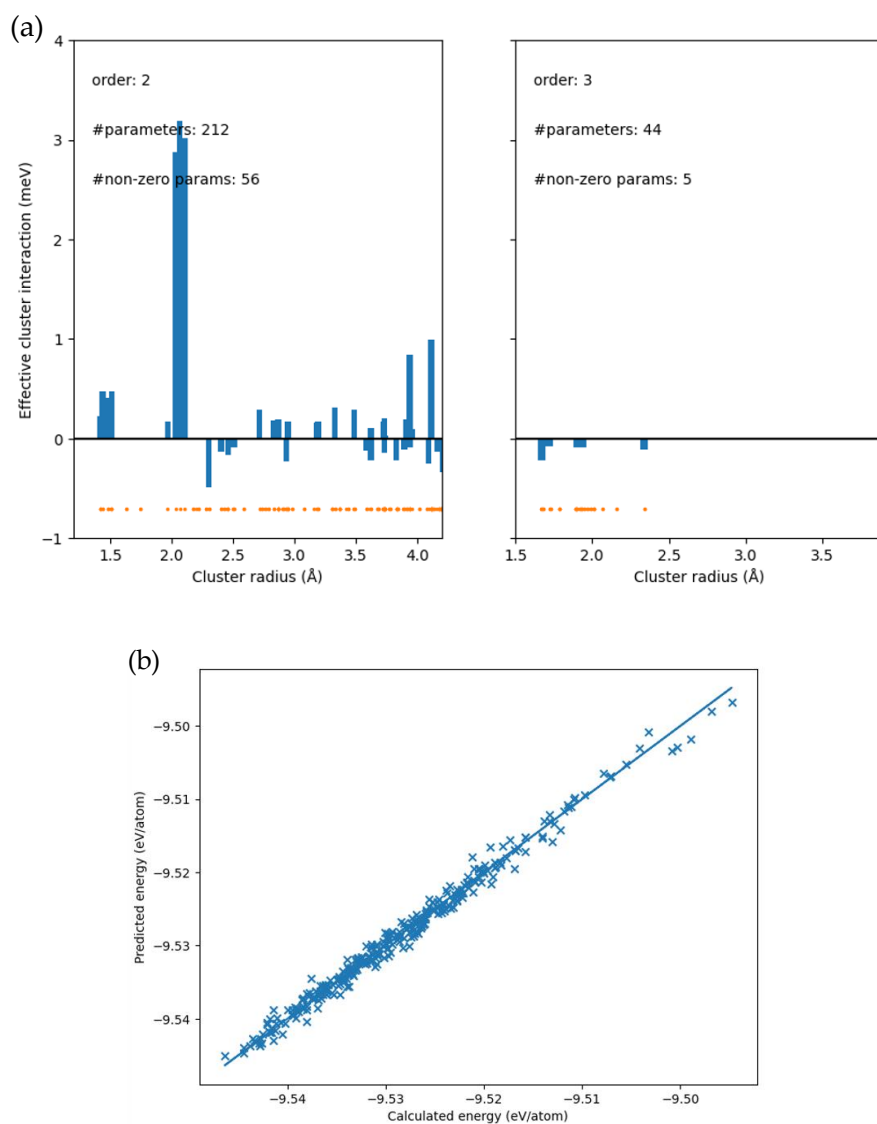 (a)
4
3
2
1
0
−1
Effective cluster interaction (meV)
order: 2
#parameters: 212
#non-zero params: 56
1.5 2.0 2.5 3.0 3.5 4.0
Cluster radius (Å)
order: 3
#parameters: 44
#non-zero params: 5
1.5 2.0 2.5 3.0 3.5
Cluster radius (Å)
(b)
−9.50
−9.51
−9.52
−9.53
−9.54
Predicted energy (eV/atom)
−9.54 −9.53 −9.52 −9.51 −9.50
Calculated energy (eV/atom)